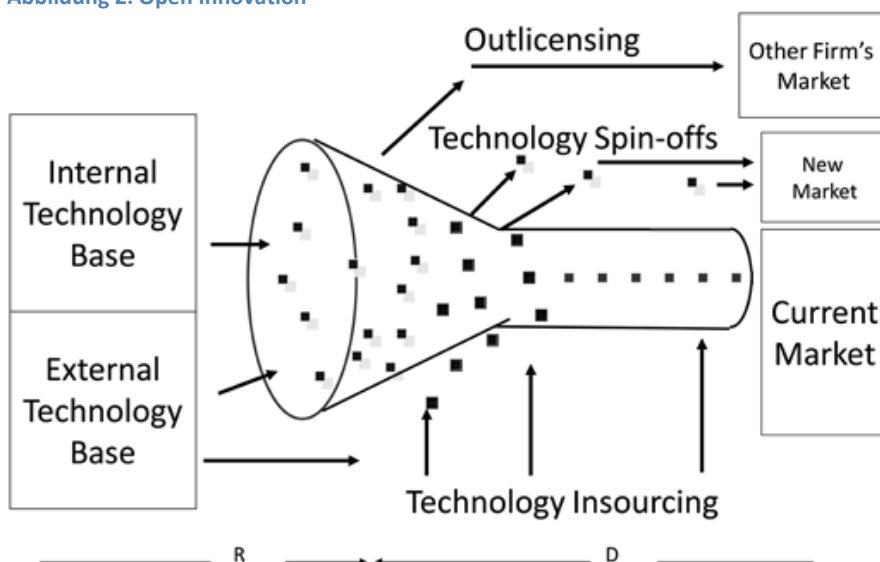 Abbildung 2: Open Innovation
Outlicensing
Other Firm's
Market
Technology Spin-offs
New
Market
Internal
Technology
Base
Current
Market
External
Technology
Base
Technology Insourcing
R
D